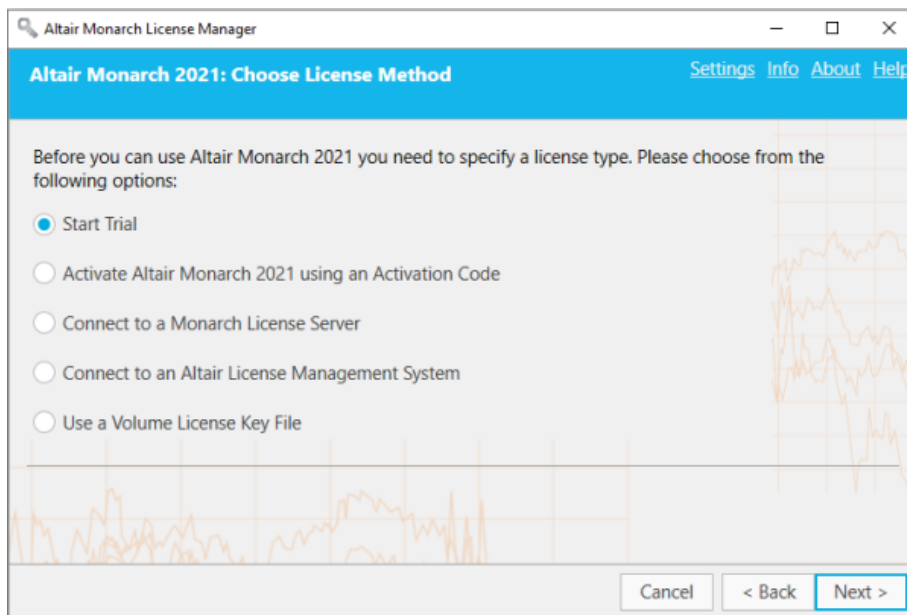 Altair Monarch License Manager
Altair Monarch 2021: Choose License Method
Settings Info About Help
Before you can use Altair Monarch 2021 you need to specify a license type. Please choose from the
following options:
Start Trial
Activate Altair Monarch 2021 using an Activation Code
Connect to a Monarch License Server
Connect to an Altair License Management System
Use a Volume License Key File
Cancel < Back Next >